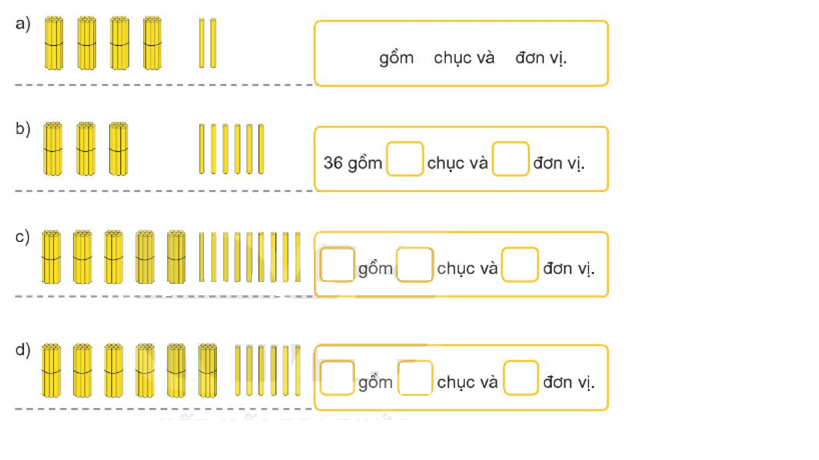 a)
gồm chục và đơn vị.
b)
36 gồm chục và đơn vị.
c)
gồm chục và đơn vị.
d)
gồm chục và đơn vị.